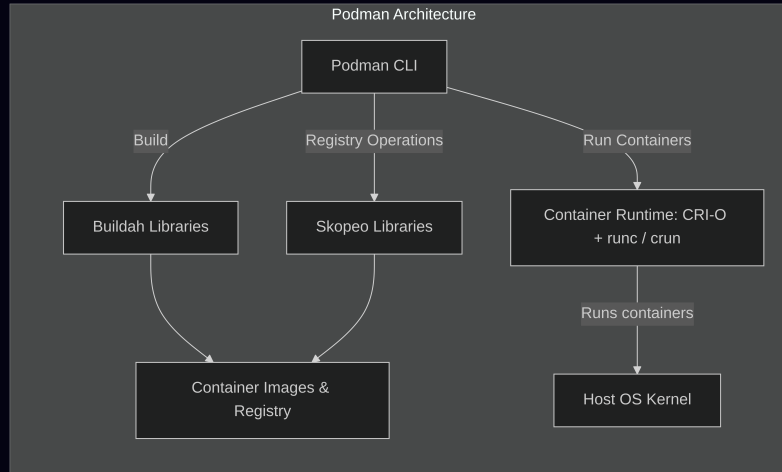 Podman Architecture
Podman CLI
Build
Registry Operations
Run Containers
Buildah Libraries
Skopeo Libraries
Container Runtime: CRI-O
+ runc / crun
Runs containers
Container Images &
Registry
Host OS Kernel